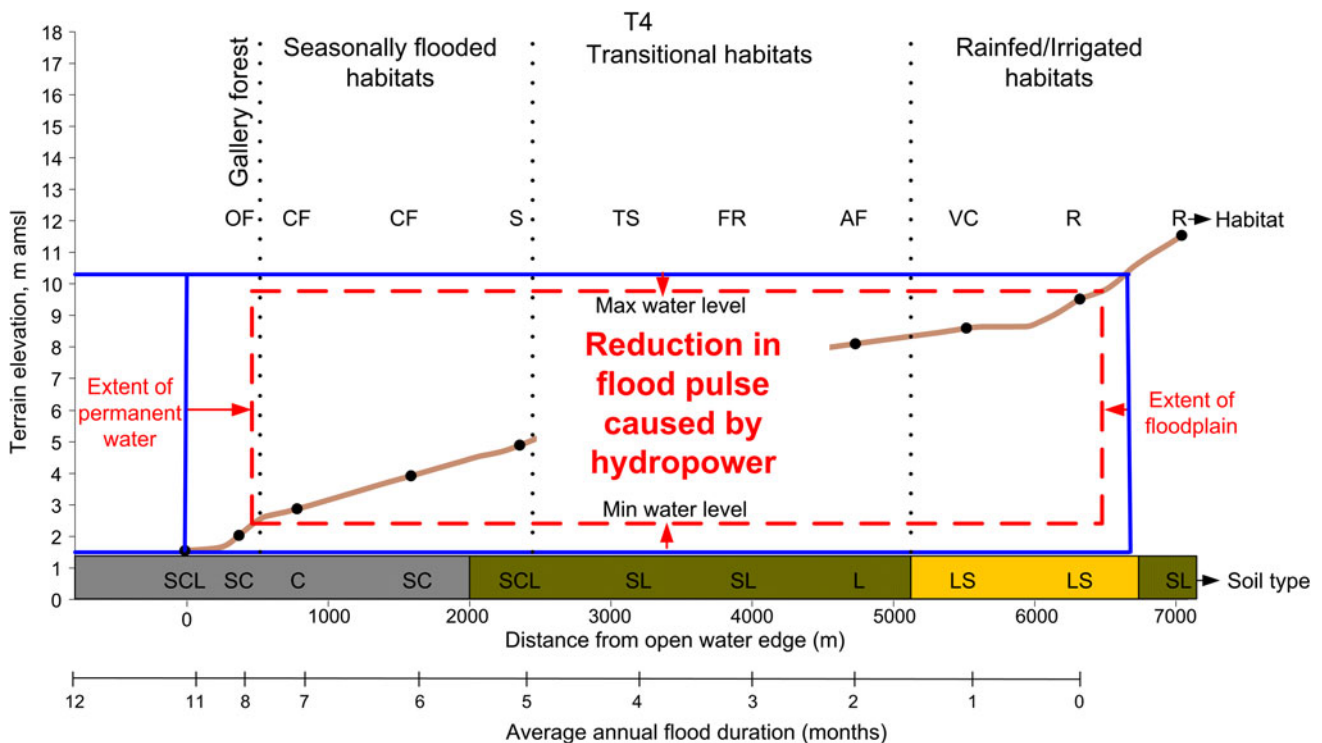 T4
Gallery forest
Seasonally flooded
habitats
Transitional habitats
Rainfed/Irrigated
habitats
Terrain elevation, m amsl
18
17
16
15
14
13
12
11
10
9
8
7
6
5
4
3
2
1
0
OF CF CF S TS FR AF VC R R Habitat
Max water level
Reduction in
flood pulse
caused by
hydropower
Extent of
permanent
water
Extent of
floodplain
Min water level
SCL SC C SC SCL SL SL L LS LS SL Soil type
0 1000 2000 3000 4000 5000 6000 7000
Distance from open water edge (m)
12 11 8 7 6 5 4 3 2 1 0
Average annual flood duration (months)